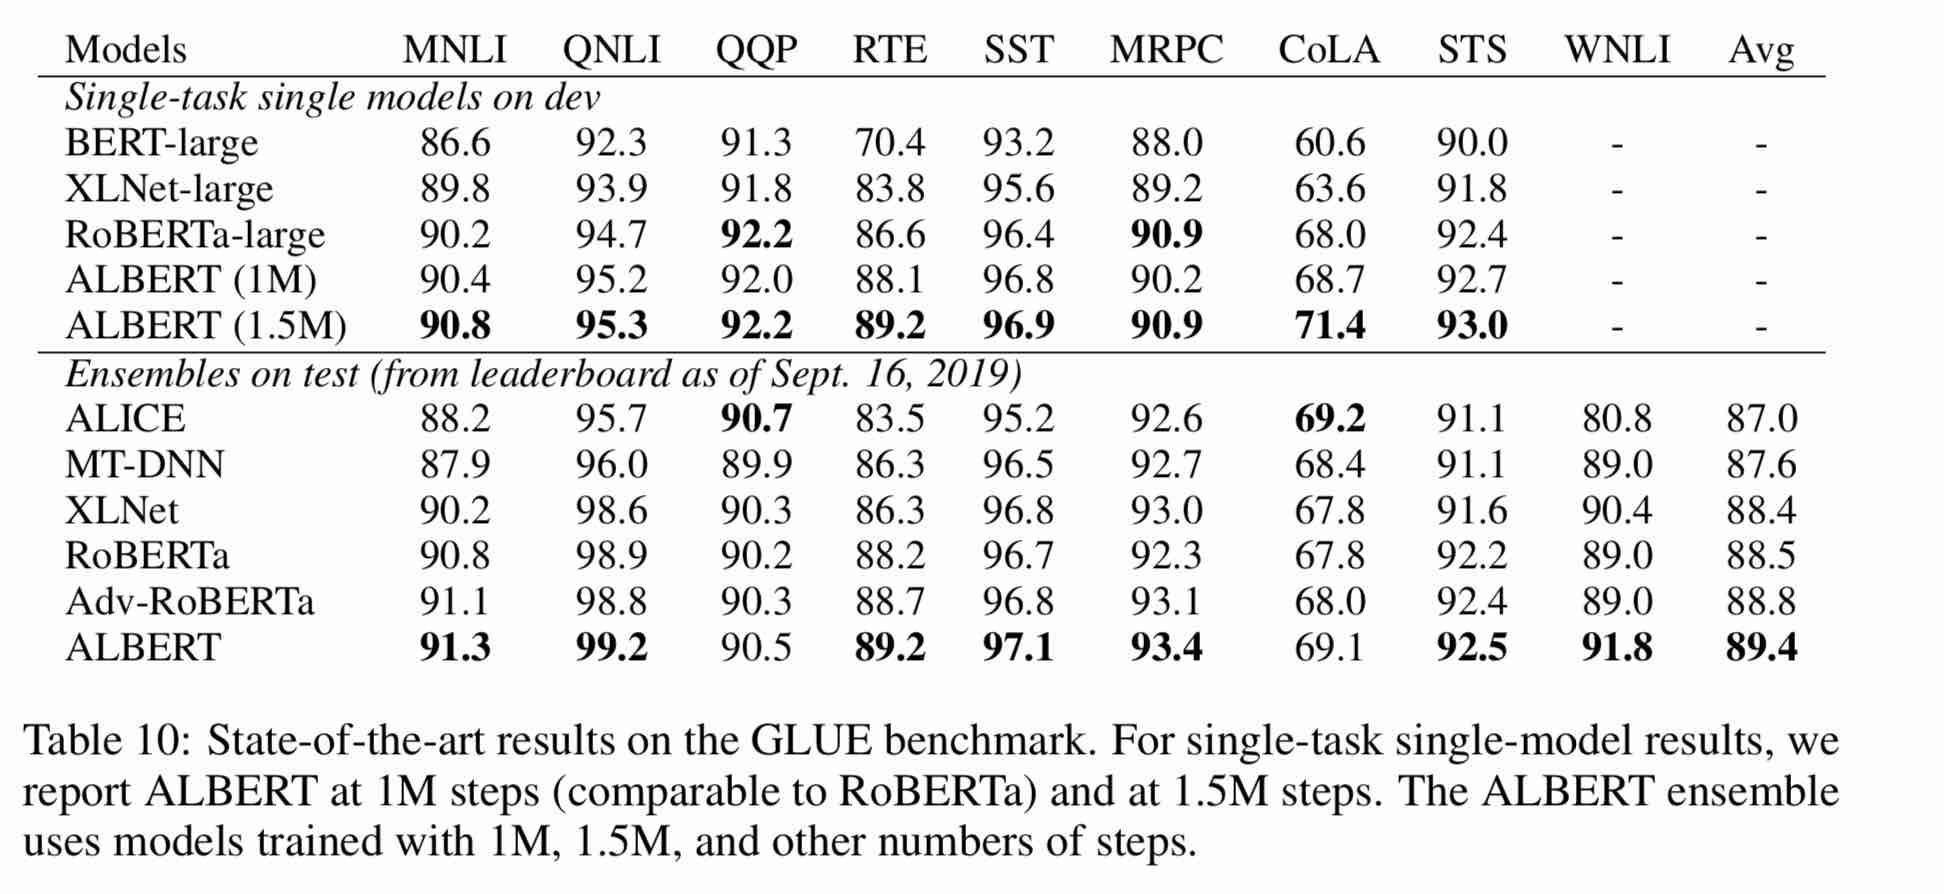 Models MNLI QNLI QQP RTE SST MRPC CoLA STS WNLI Avg
Single-task single models on dev
BERT-large 86.6 92.3 91.3 70.4 93.2 88.0 60.6 90.0 - -
XLNet-large 89.8 93.9 91.8 83.8 95.6 89.2 63.6 91.8 - -
RoBERTa-large 90.2 94.7 92.2 86.6 96.4 90.9 68.0 92.4 - -
ALBERT (1M) 90.4 95.2 92.0 88.1 96.8 90.2 68.7 92.7 - -
ALBERT (1.5M) 90.8 95.3 92.2 89.2 96.9 90.9 71.4 93.0 - -
Ensembles on test (from leaderboard as of Sept. 16, 2019)
ALICE 88.2 95.7 90.7 83.5 95.2 92.6 69.2 91.1 80.8 87.0
MT-DNN 87.9 96.0 89.9 86.3 96.5 92.7 68.4 91.1 89.0 87.6
XLNet 90.2 98.6 90.3 86.3 96.8 93.0 67.8 91.6 90.4 88.4
RoBERTa 90.8 98.9 90.2 88.2 96.7 92.3 67.8 92.2 89.0 88.5
Adv-RoBERTa 91.1 98.8 90.3 88.7 96.8 93.1 68.0 92.4 89.0 88.8
ALBERT 91.3 99.2 90.5 89.2 97.1 93.4 69.1 92.5 91.8 89.4
Table 10: State-of-the-art results on the GLUE benchmark. For single-task single-model results, we
report ALBERT at 1M steps (comparable to RoBERTa) and at 1.5M steps. The ALBERT ensemble
uses models trained with 1M, 1.5M, and other numbers of steps.